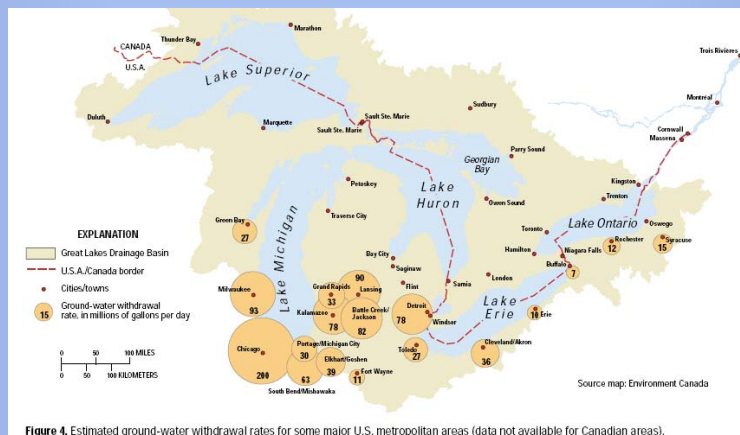 Marathon
Thunder Bay
CANADA
U.S.A.
Lake Superior
Trois Rivières
Montréal
Duluth
Marquette
Sault Ste. Marie
Sault Ste. Marie
Sudbury
Cornwall
Massena
Parry Sound
Georgian
Bay
Kingston
Petoskey
Lake
Huron
Trenton
Owen Sound
Traverse City
Lake Michigan
Green Bay
27
Toronto
Lake Ontario
Oswego
Rochester
12
Syracuse
15
EXPLANATION
Great Lakes Drainage Basin
U.S.A./Canada border
Cities/towns
15
Ground-water withdrawal
rate, in millions of gallons per day
0 50 100 MILES
0 50 100 KILOMETERS
Bay City
Saginaw
Flint
Sarnia
London
Hamilton
Niagara Falls
Buffalo
7
Milwaukee
93
Grand Rapids
33
90
Lansing
Kalamazoo
78
Battle Creek/
Jackson
82
Detroit
78
Windsor
Lake
Erie
10
Erie
Chicago
200
Portage/Michigan City
30
Elkhart/Goshen
39
63
South Bend/Mishawaka
Fort Wayne
11
Toledo
27
Cleveland/Akron
36
Source map: Environment Canada
Figure 4. Estimated ground-water withdrawal rates for some major U.S. metropolitan areas (data not available for Canadian areas).